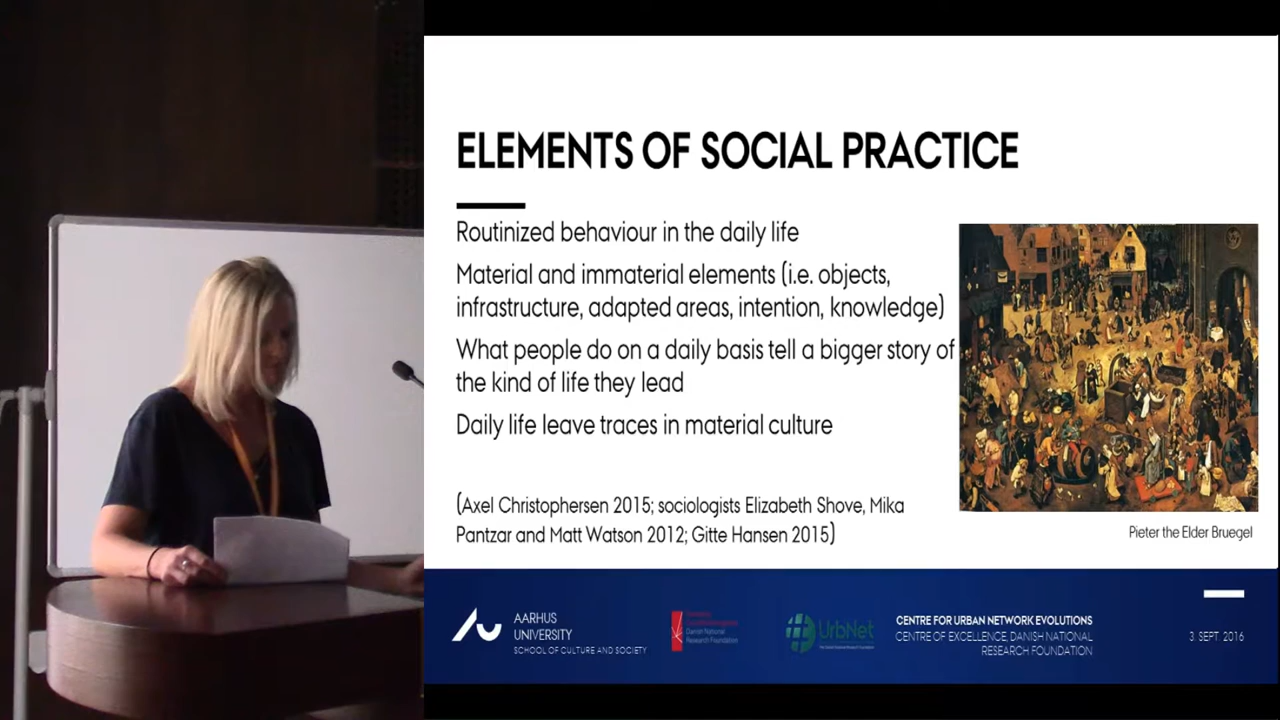 ELEMENTS OF SOCIAL PRACTICE
Routinized behaviour in the daily life
Material and immaterial elements (i.e. objects,
infrastructure, adapted areas, intention, knowledge)
What people do on a daily basis tell a bigger story of
the kind of life they lead
Daily life leave traces in material culture
(Axel Christophersen 2015; sociologists Elizabeth Shove, Mika
Pantzar and Matt Watson 2012; Gitte Hansen 2015)
Pieter the Elder Bruegel
AARHUS
UNIVERSITY
SCHOOL OF CULTURE AND SOCIETY
Danish National
Research Foundation
UrbNet
CENTRE FOR URBAN NETWORK EVOLUTIONS
CENTRE OF EXCELLENCE, DANISH NATIONAL
RESEARCH FOUNDATION
3. SEPT. 2016